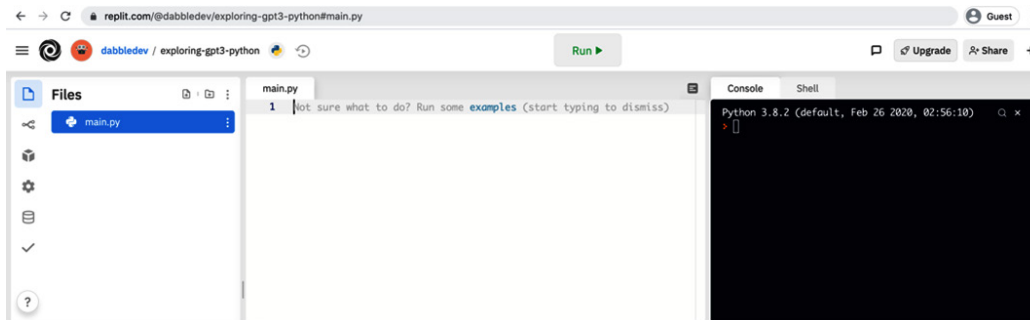 replit.com/@dabbledev/exploring-gpt3-python#main.py
Guest
dabbledev / exploring-gpt3-python
Run
Upgrade
Share
Files
main.py
main.py
1 Not sure what to do? Run some examples (start typing to dismiss)
Console
Shell
Python 3.8.2 (default, Feb 26 2020, 02:56:10)
>
?